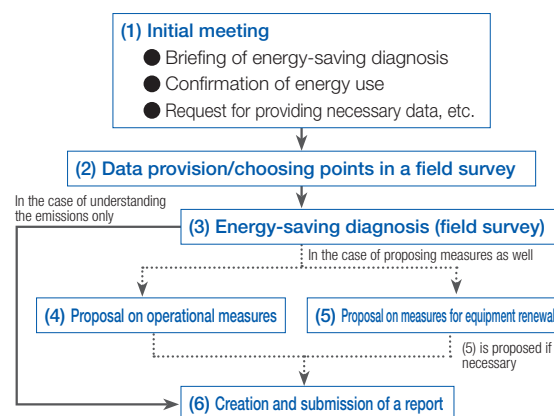 (1) Initial meeting
● Briefing of energy-saving diagnosis
● Confirmation of energy use
● Request for providing necessary data, etc.
(2) Data provision/choosing points in a field survey
In the case of understanding
the emissions only
(3) Energy-saving diagnosis (field survey)
In the case of proposing measures as well
(4) Proposal on operational measures
(5) Proposal on measures for equipment renewal
(5) is proposed if
necessary
(6) Creation and submission of a report